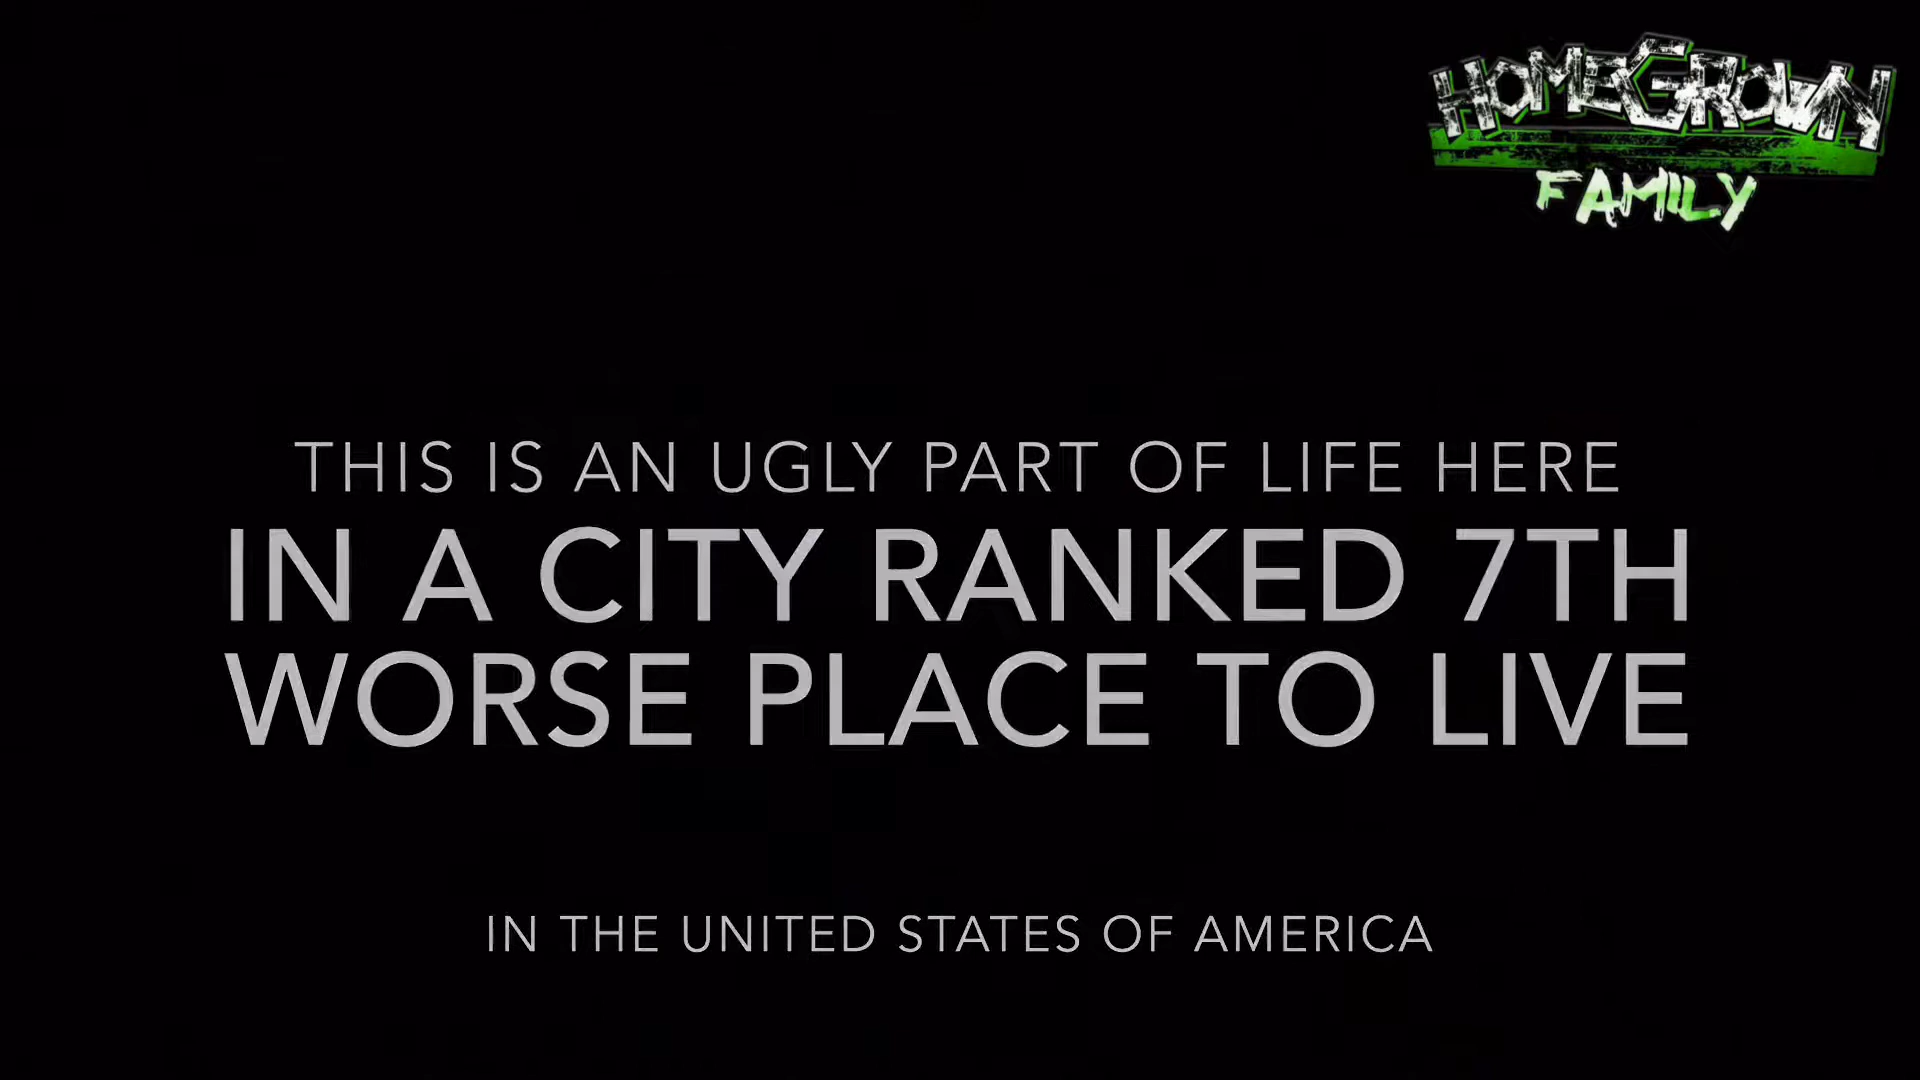 HOMEGROWN
FAMILY
THIS IS AN UGLY PART OF LIFE HERE
IN A CITY RANKED 7TH
WORSE PLACE TO LIVE
IN THE UNITED STATES OF AMERICA